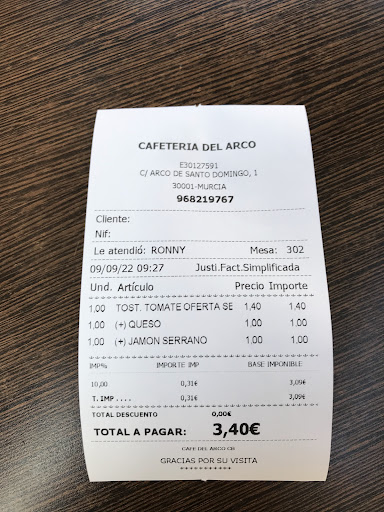 CAFETERIA DEL ARCO
E30127591
C/ ARCO DE SANTO DOMINGO, 1
30001-MURCIA
968219767
Cliente:
Nif:
Le atendió: RONNY Mesa: 302
09/09/22 09:27 Justi.Fact.Simplificada
Und. Artículo Precio Importe
1,00 TOST. TOMATE OFERTA SE 1,40 1,40
1,00 (+) QUESO 1,00 1,00
1,00 (+) JAMON SERRANO 1,00 1,00
IMP% IMPORTE IMP BASE IMPONIBLE
10,00 0,31€ 3,09€
T. IMP .... 0,31€ 3,09€
TOTAL DESCUENTO 0,00€
TOTAL A PAGAR: 3,40€
CAFE DEL ARCO CB
GRACIAS POR SU VISITA
**********